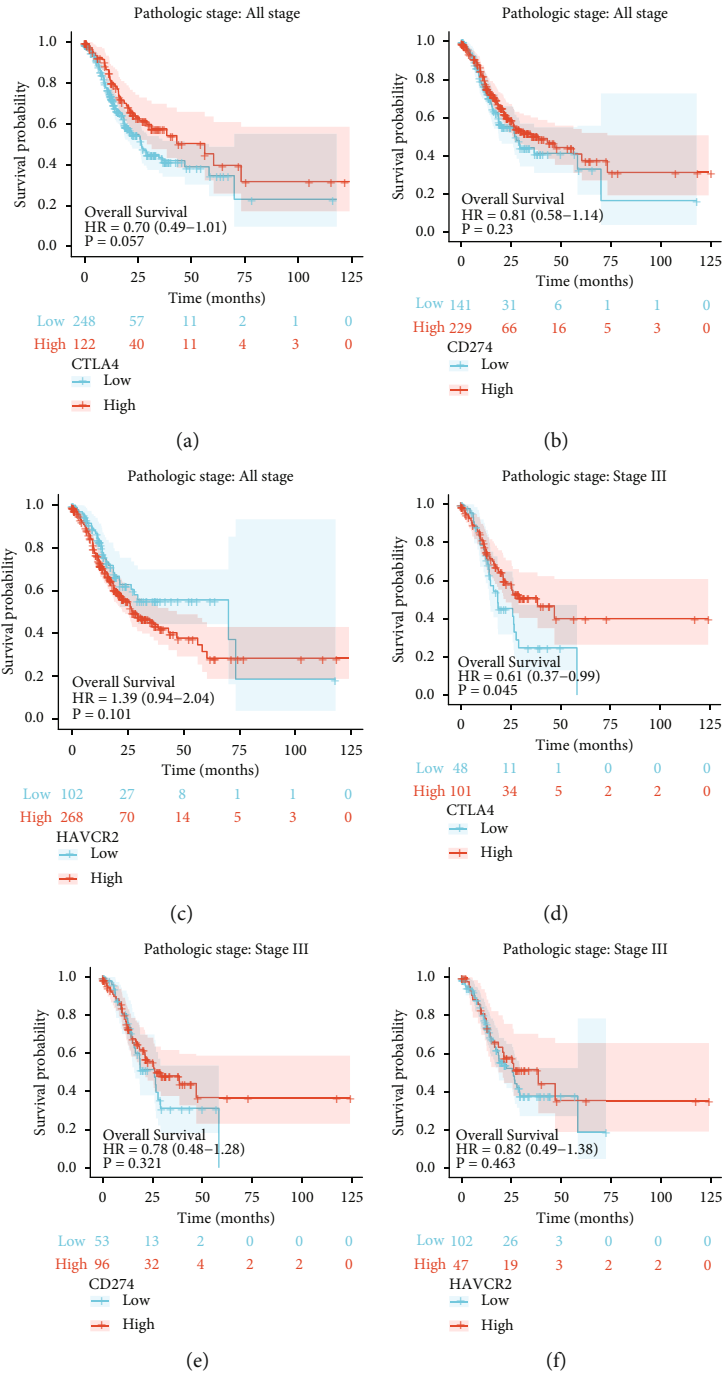 Pathologic stage: All stage
1.0
0.8
0.6
0.4
0.2
0.0
Survival probability
Overall Survival
HR = 0.70 (0.49–1.01)
P = 0.057
0 25 50 75 100 125
Time (months)
Low 248 57 11 2 1 0
High 122 40 11 4 3 0
CTLA4
Low
High
(a)
Pathologic stage: All stage
1.0
0.8
0.6
0.4
0.2
0.0
Survival probability
Overall Survival
HR = 0.81 (0.58–1.14)
P = 0.23
0 25 50 75 100 125
Time (months)
Low 141 31 6 1 1 0
High 229 66 16 5 3 0
CD274
Low
High
(b)
Pathologic stage: All stage
1.0
0.8
0.6
0.4
0.2
0.0
Survival probability
Overall Survival
HR = 1.39 (0.94–2.04)
P = 0.101
0 25 50 75 100 125
Time (months)
Low 102 27 8 1 1 0
High 268 70 14 5 3 0
HAVCR2
Low
High
(c)
Pathologic stage: Stage III
1.0
0.8
0.6
0.4
0.2
0.0
Survival probability
Overall Survival
HR = 0.61 (0.37–0.99)
P = 0.045
0 25 50 75 100 125
Time (months)
Low 48 11 1 0 0 0
High 101 34 5 2 2 0
CTLA4
Low
High
(d)
Pathologic stage: Stage III
1.0
0.8
0.6
0.4
0.2
0.0
Survival probability
Overall Survival
HR = 0.78 (0.48–1.28)
P = 0.321
0 25 50 75 100 125
Time (months)
Low 53 13 2 0 0 0
High 96 32 4 2 2 0
CD274
Low
High
(e)
Pathologic stage: Stage III
1.0
0.8
0.6
0.4
0.2
0.0
Survival probability
Overall Survival
HR = 0.82 (0.49–1.38)
P = 0.463
0 25 50 75 100 125
Time (months)
Low 102 26 3 0 0 0
High 47 19 3 2 2 0
HAVCR2
Low
High
(f)